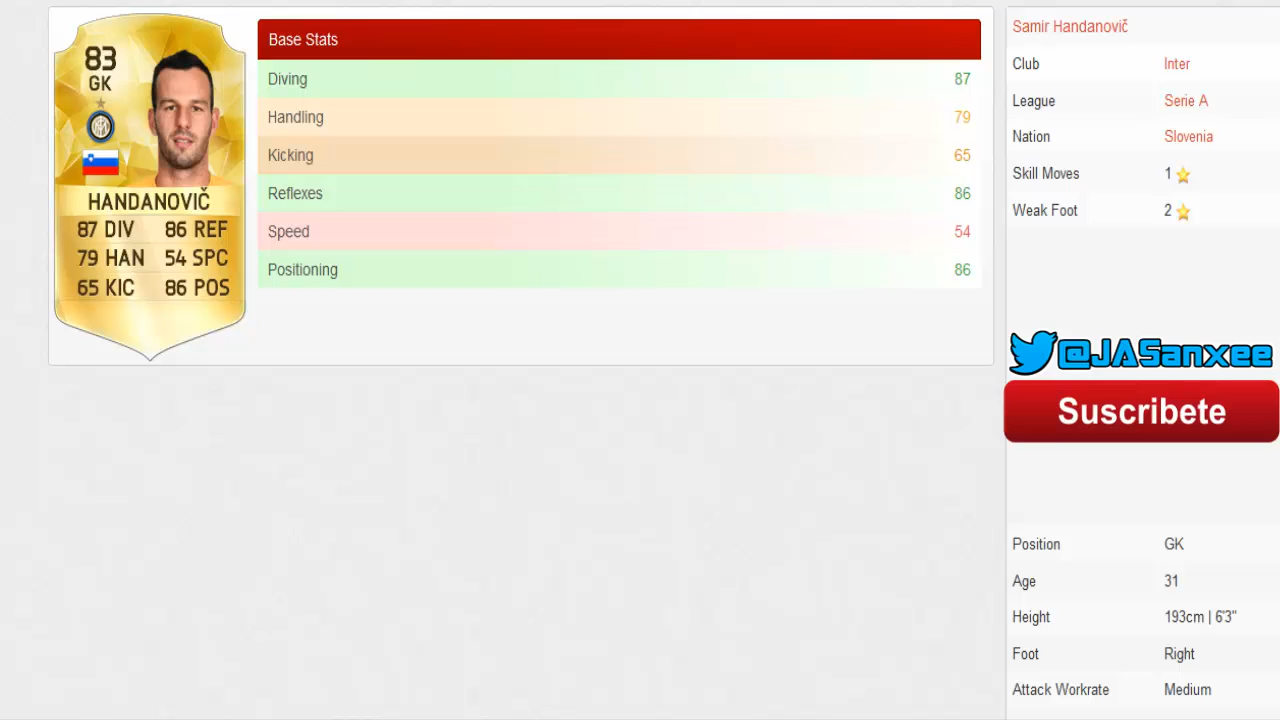 83
GK
HANDANOVIČ
87 DIV 86 REF
79 HAN 54 SPC
65 KIC 86 POS
Base Stats
Diving 87
Handling 79
Kicking 65
Reflexes 86
Speed 54
Positioning 86
Samir Handanovič
Club Inter
League Serie A
Nation Slovenia
Skill Moves 1
Weak Foot 2
@JASanxee
Suscribete
Position GK
Age 31
Height 193cm | 6'3"
Foot Right
Attack Workrate Medium